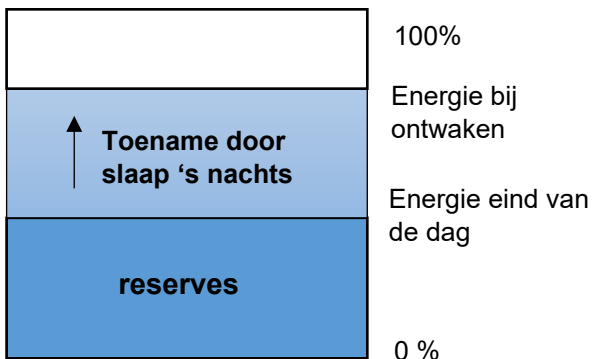 100%
Energie bij
ontwaken
Toename door
slaap ‘s nachts
Energie eind van
de dag
reserves
0 %